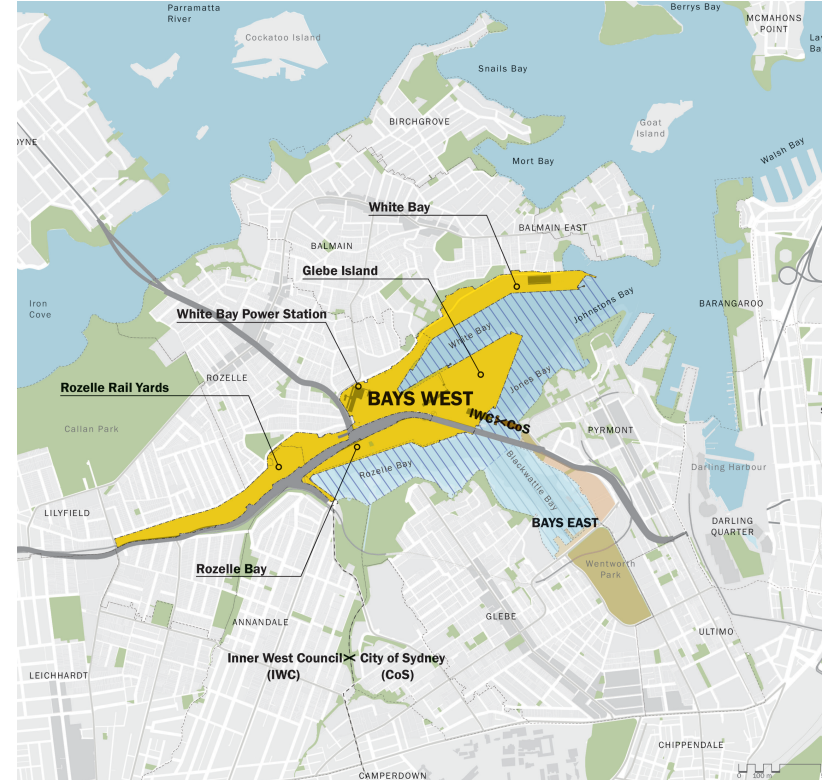 Parramatta
River
Berrys Bay
MCMAHONS
POINT
Cockatoo Island
Snails Bay
BIRCHGROVE
Goat
Island
Mort Bay
Walsh Bay
White Bay
BALMAIN EAST
BALMAIN
Glebe Island
Iron
Cove
White Bay Power Station
White Bay
Johnstons Bay
BARANGAROO
Jones Bay
ROZELLE
Rozelle Rail Yards
BAYS WEST
IWC
CoS
Callan Park
PYRMONT
Rozelle Bay
Blackwattle Bay
Darling Harbour
LILYFIELD
BAYS EAST
DARLING
QUARTER
Rozelle Bay
Wentworth
Park
ANNANDALE
GLEBE
ULTIMO
Inner West Council
(IWC)
City of Sydney
(CoS)
LEICHHARDT
CHIPPENDALE
CAMPERDOWN
0 100 m